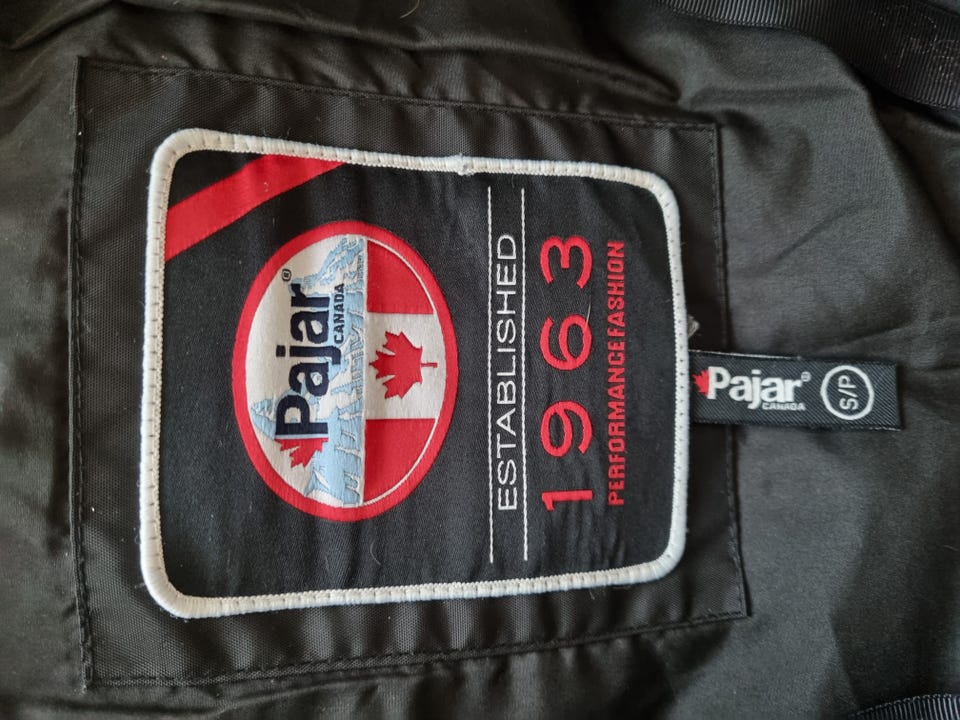 Pajar®
CANADA
ESTABLISHED
1963
PERFORMANCE FASHION
Pajar®
CANADA
S/P